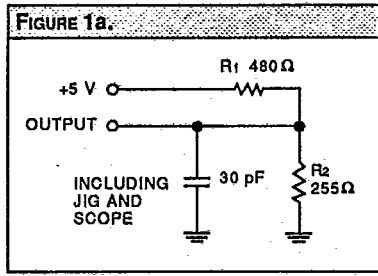 FIGURE 1a.
R1 480Ω
+5 V
OUTPUT
30 pF
R2
255Ω
INCLUDING
JIG AND
SCOPE